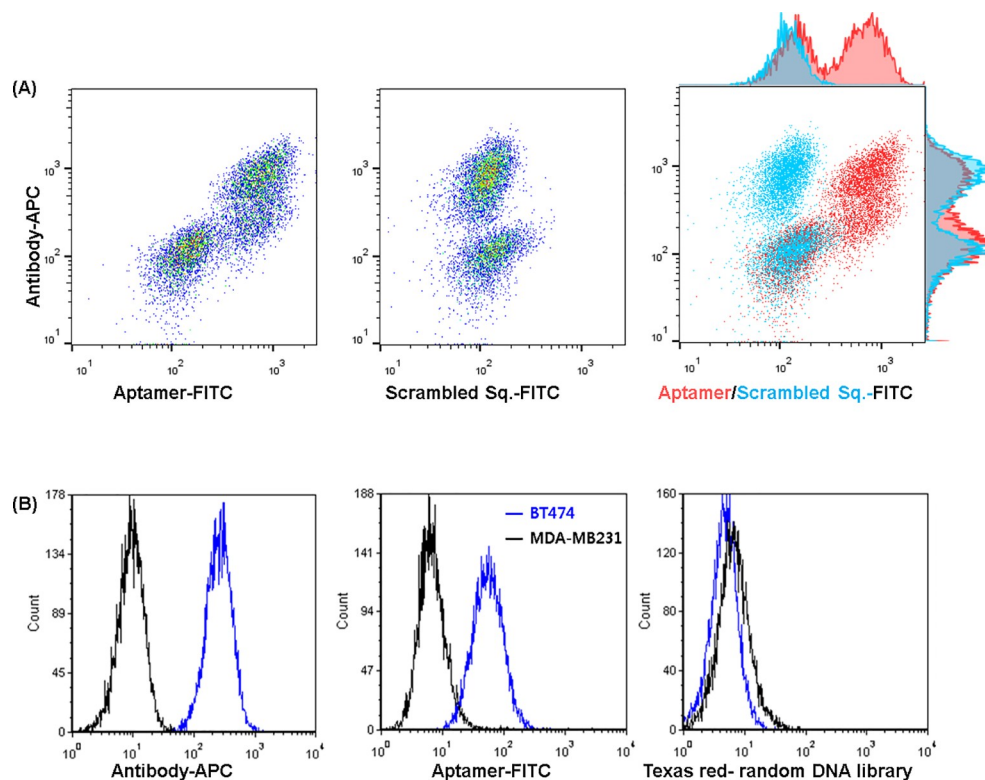 (A)
Antibody-APC
10³
10²
10¹
10¹ 10² 10³
Aptamer-FITC
10³
10²
10¹
10¹ 10² 10³
Scrambled Sq.-FITC
10³
10²
10¹
10¹ 10² 10³
Aptamer/Scrambled Sq.-FITC
(B)
Count
178
134
89
45
0
10⁰ 10¹ 10² 10³ 10⁴
Antibody-APC
Count
188
141
94
47
0
BT474
MDA-MB231
10⁰ 10¹ 10² 10³ 10⁴
Aptamer-FITC
Count
160
120
80
40
0
10⁰ 10¹ 10² 10³ 10⁴
Texas red- random DNA library